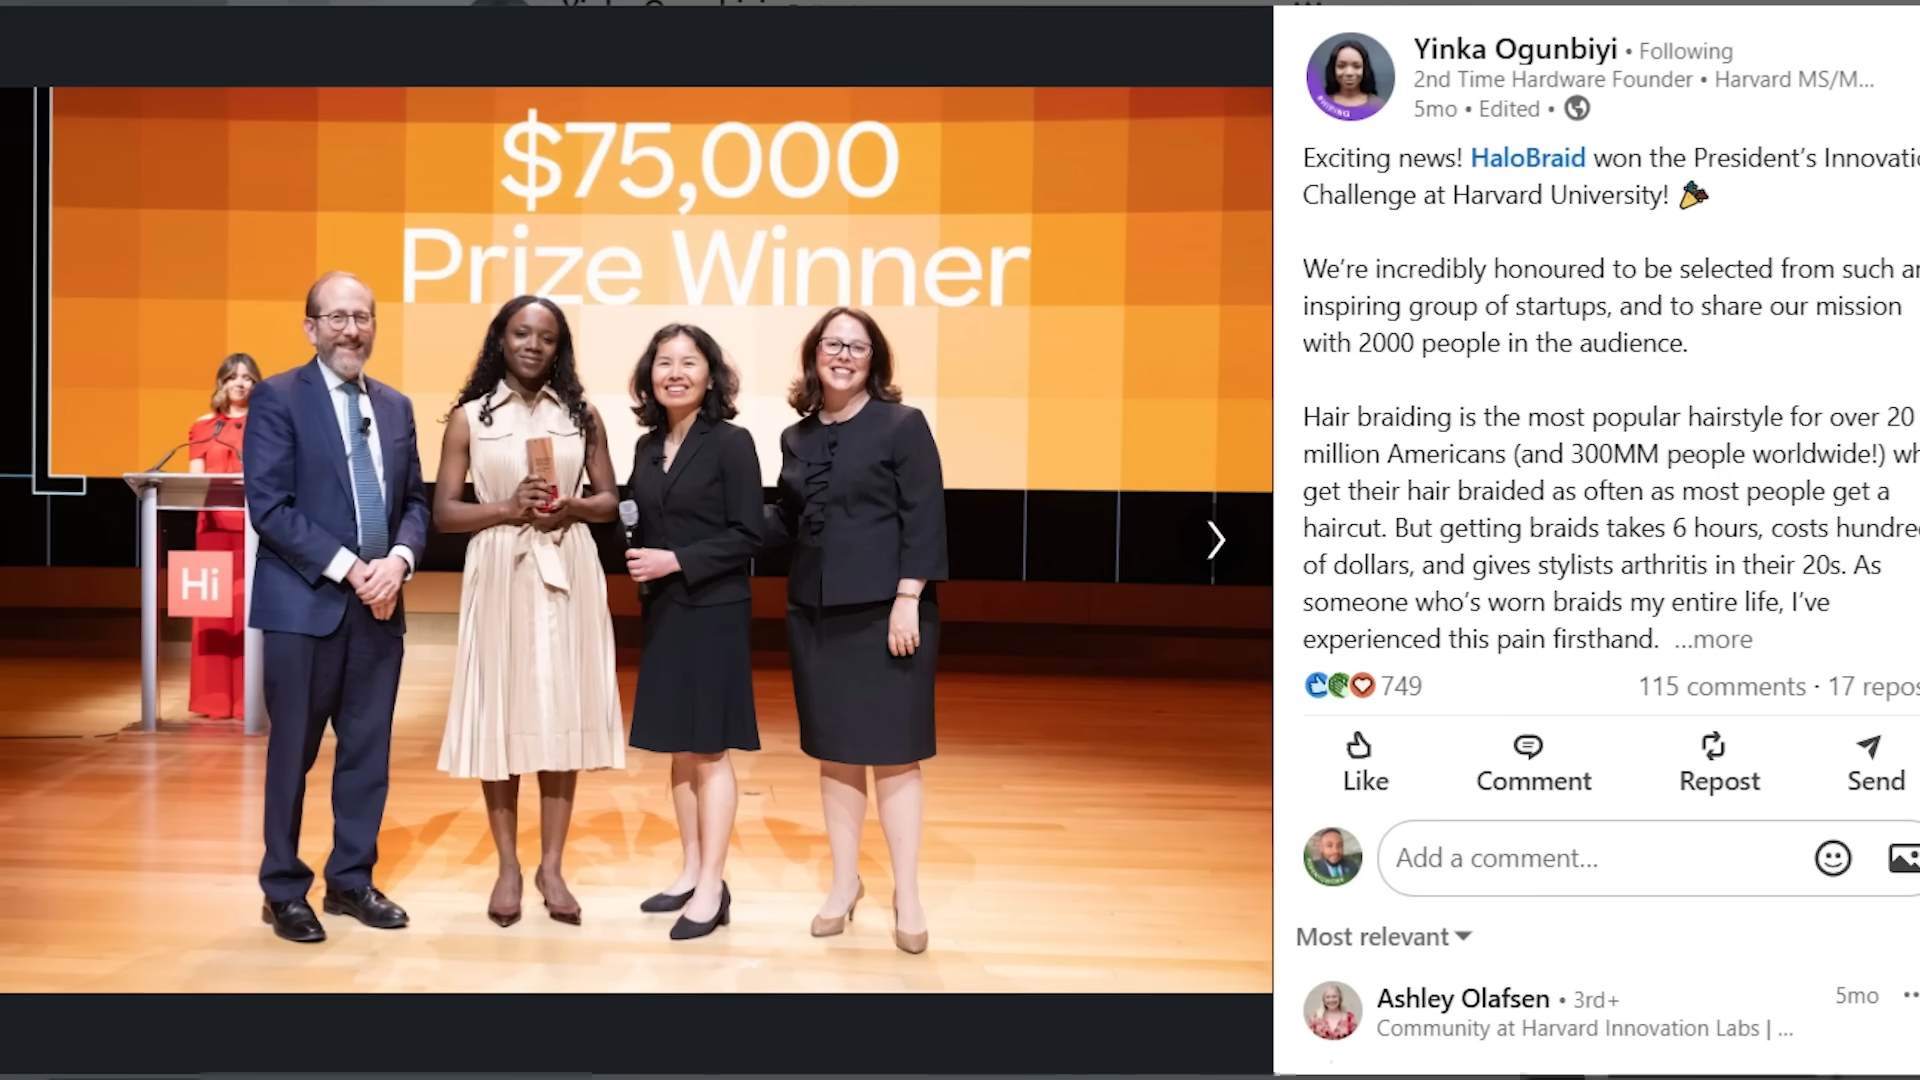 $75,000
Prize Winner
Hi
Yinka Ogunbiyi • Following
2nd Time Hardware Founder • Harvard MS/M...
5mo • Edited •
#HIRING
Exciting news! HaloBraid won the President’s Innovatio
Challenge at Harvard University!
We’re incredibly honoured to be selected from such an
inspiring group of startups, and to share our mission
with 2000 people in the audience.
Hair braiding is the most popular hairstyle for over 20
million Americans (and 300MM people worldwide!) wh
get their hair braided as often as most people get a
haircut. But getting braids takes 6 hours, costs hundre
of dollars, and gives stylists arthritis in their 20s. As
someone who’s worn braids my entire life, I’ve
experienced this pain firsthand. ...more
749
115 comments · 17 repos
Like
Comment
Repost
Send
Add a comment...
Most relevant
Ashley Olafsen • 3rd+
5mo
Community at Harvard Innovation Labs | ...